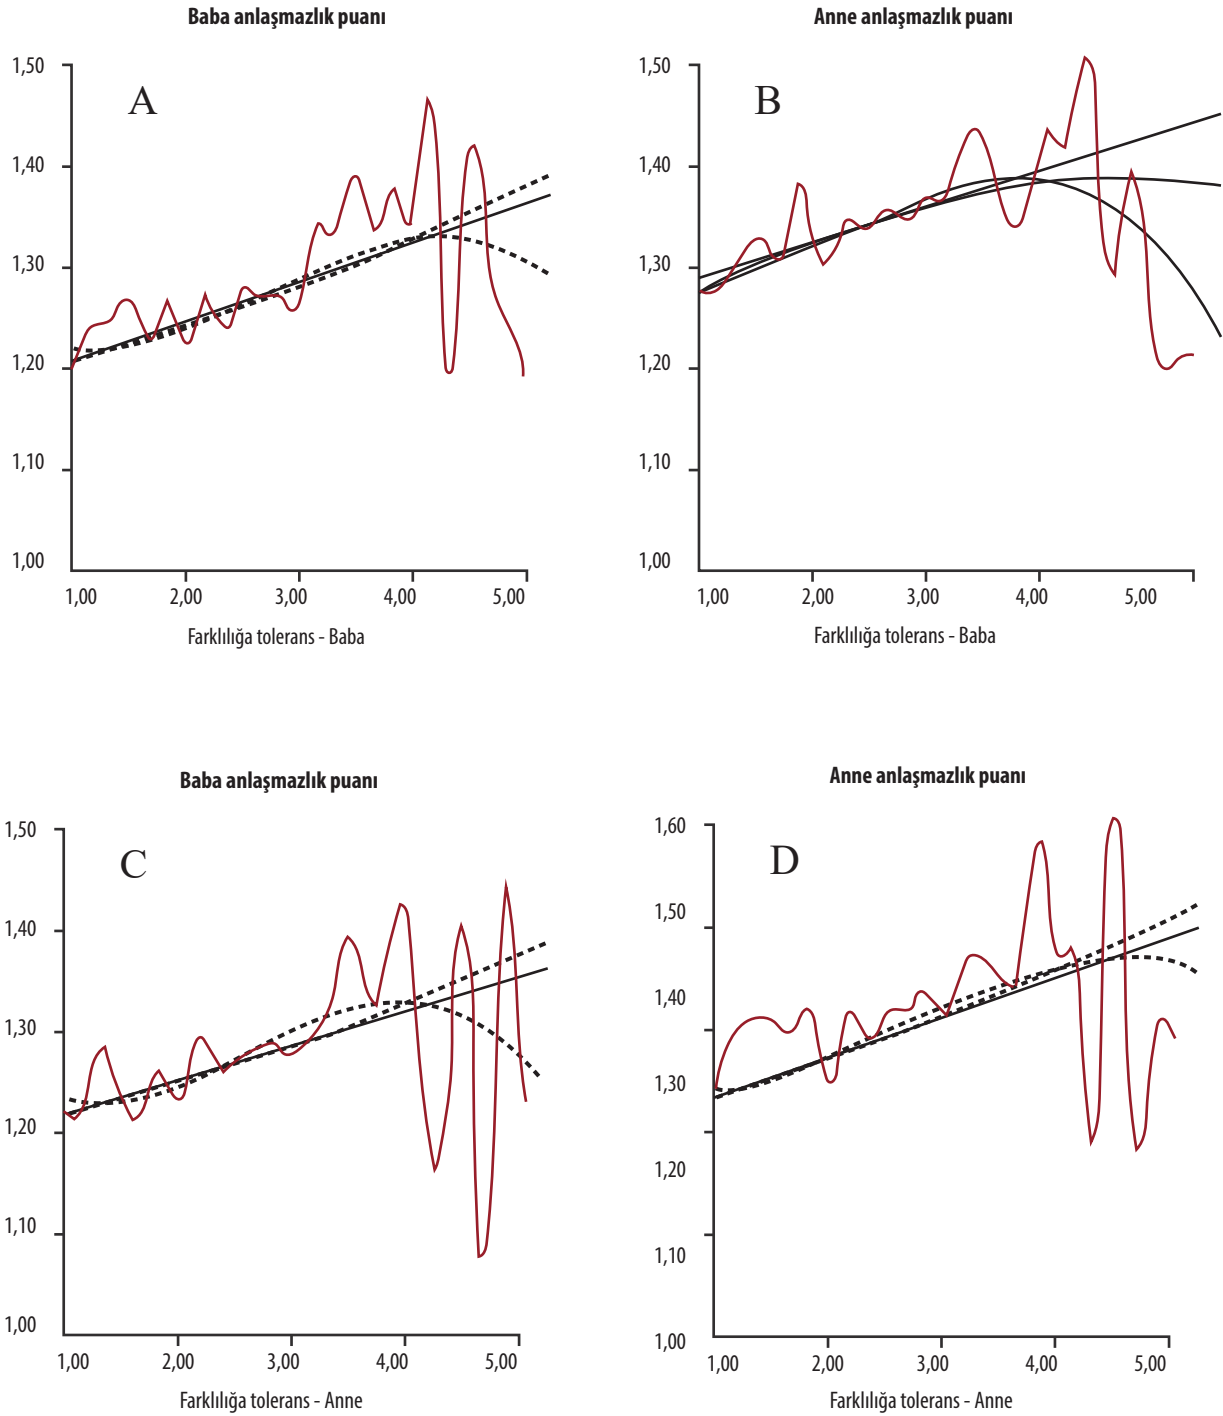 Baba anlaşmazlık puanı
A
1,50
1,40
1,30
1,20
1,10
1,00
1,00 2,00 3,00 4,00 5,00
Farklılığa tolerans - Baba
Anne anlaşmazlık puanı
B
1,50
1,40
1,30
1,20
1,10
1,00
1,00 2,00 3,00 4,00 5,00
Farklılığa tolerans - Baba
Baba anlaşmazlık puanı
C
1,50
1,40
1,30
1,20
1,10
1,00
1,00 2,00 3,00 4,00 5,00
Farklılığa tolerans - Anne
Anne anlaşmazlık puanı
D
1,60
1,50
1,40
1,30
1,20
1,10
1,00
1,00 2,00 3,00 4,00 5,00
Farklılığa tolerans - Anne